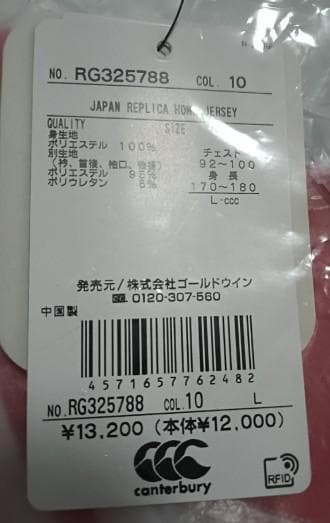 NO. RG325788 COL. 10
JAPAN REPLICA HOME JERSEY
QUALITY SIZE
身生地
ポリエステル 100%
別生地
(衿、首後、袖口、
ポリエステル 95%
ポリウレタン 5%
チェスト
92~100
身長
170~180
L-ccc
発売元/株式会社ゴールドウイン
0120-307-560
中国製
4571657762482
NO. RG325788 COL. 10 L
¥13,200 (本体¥12,000)
CCC
canterbury
RFID